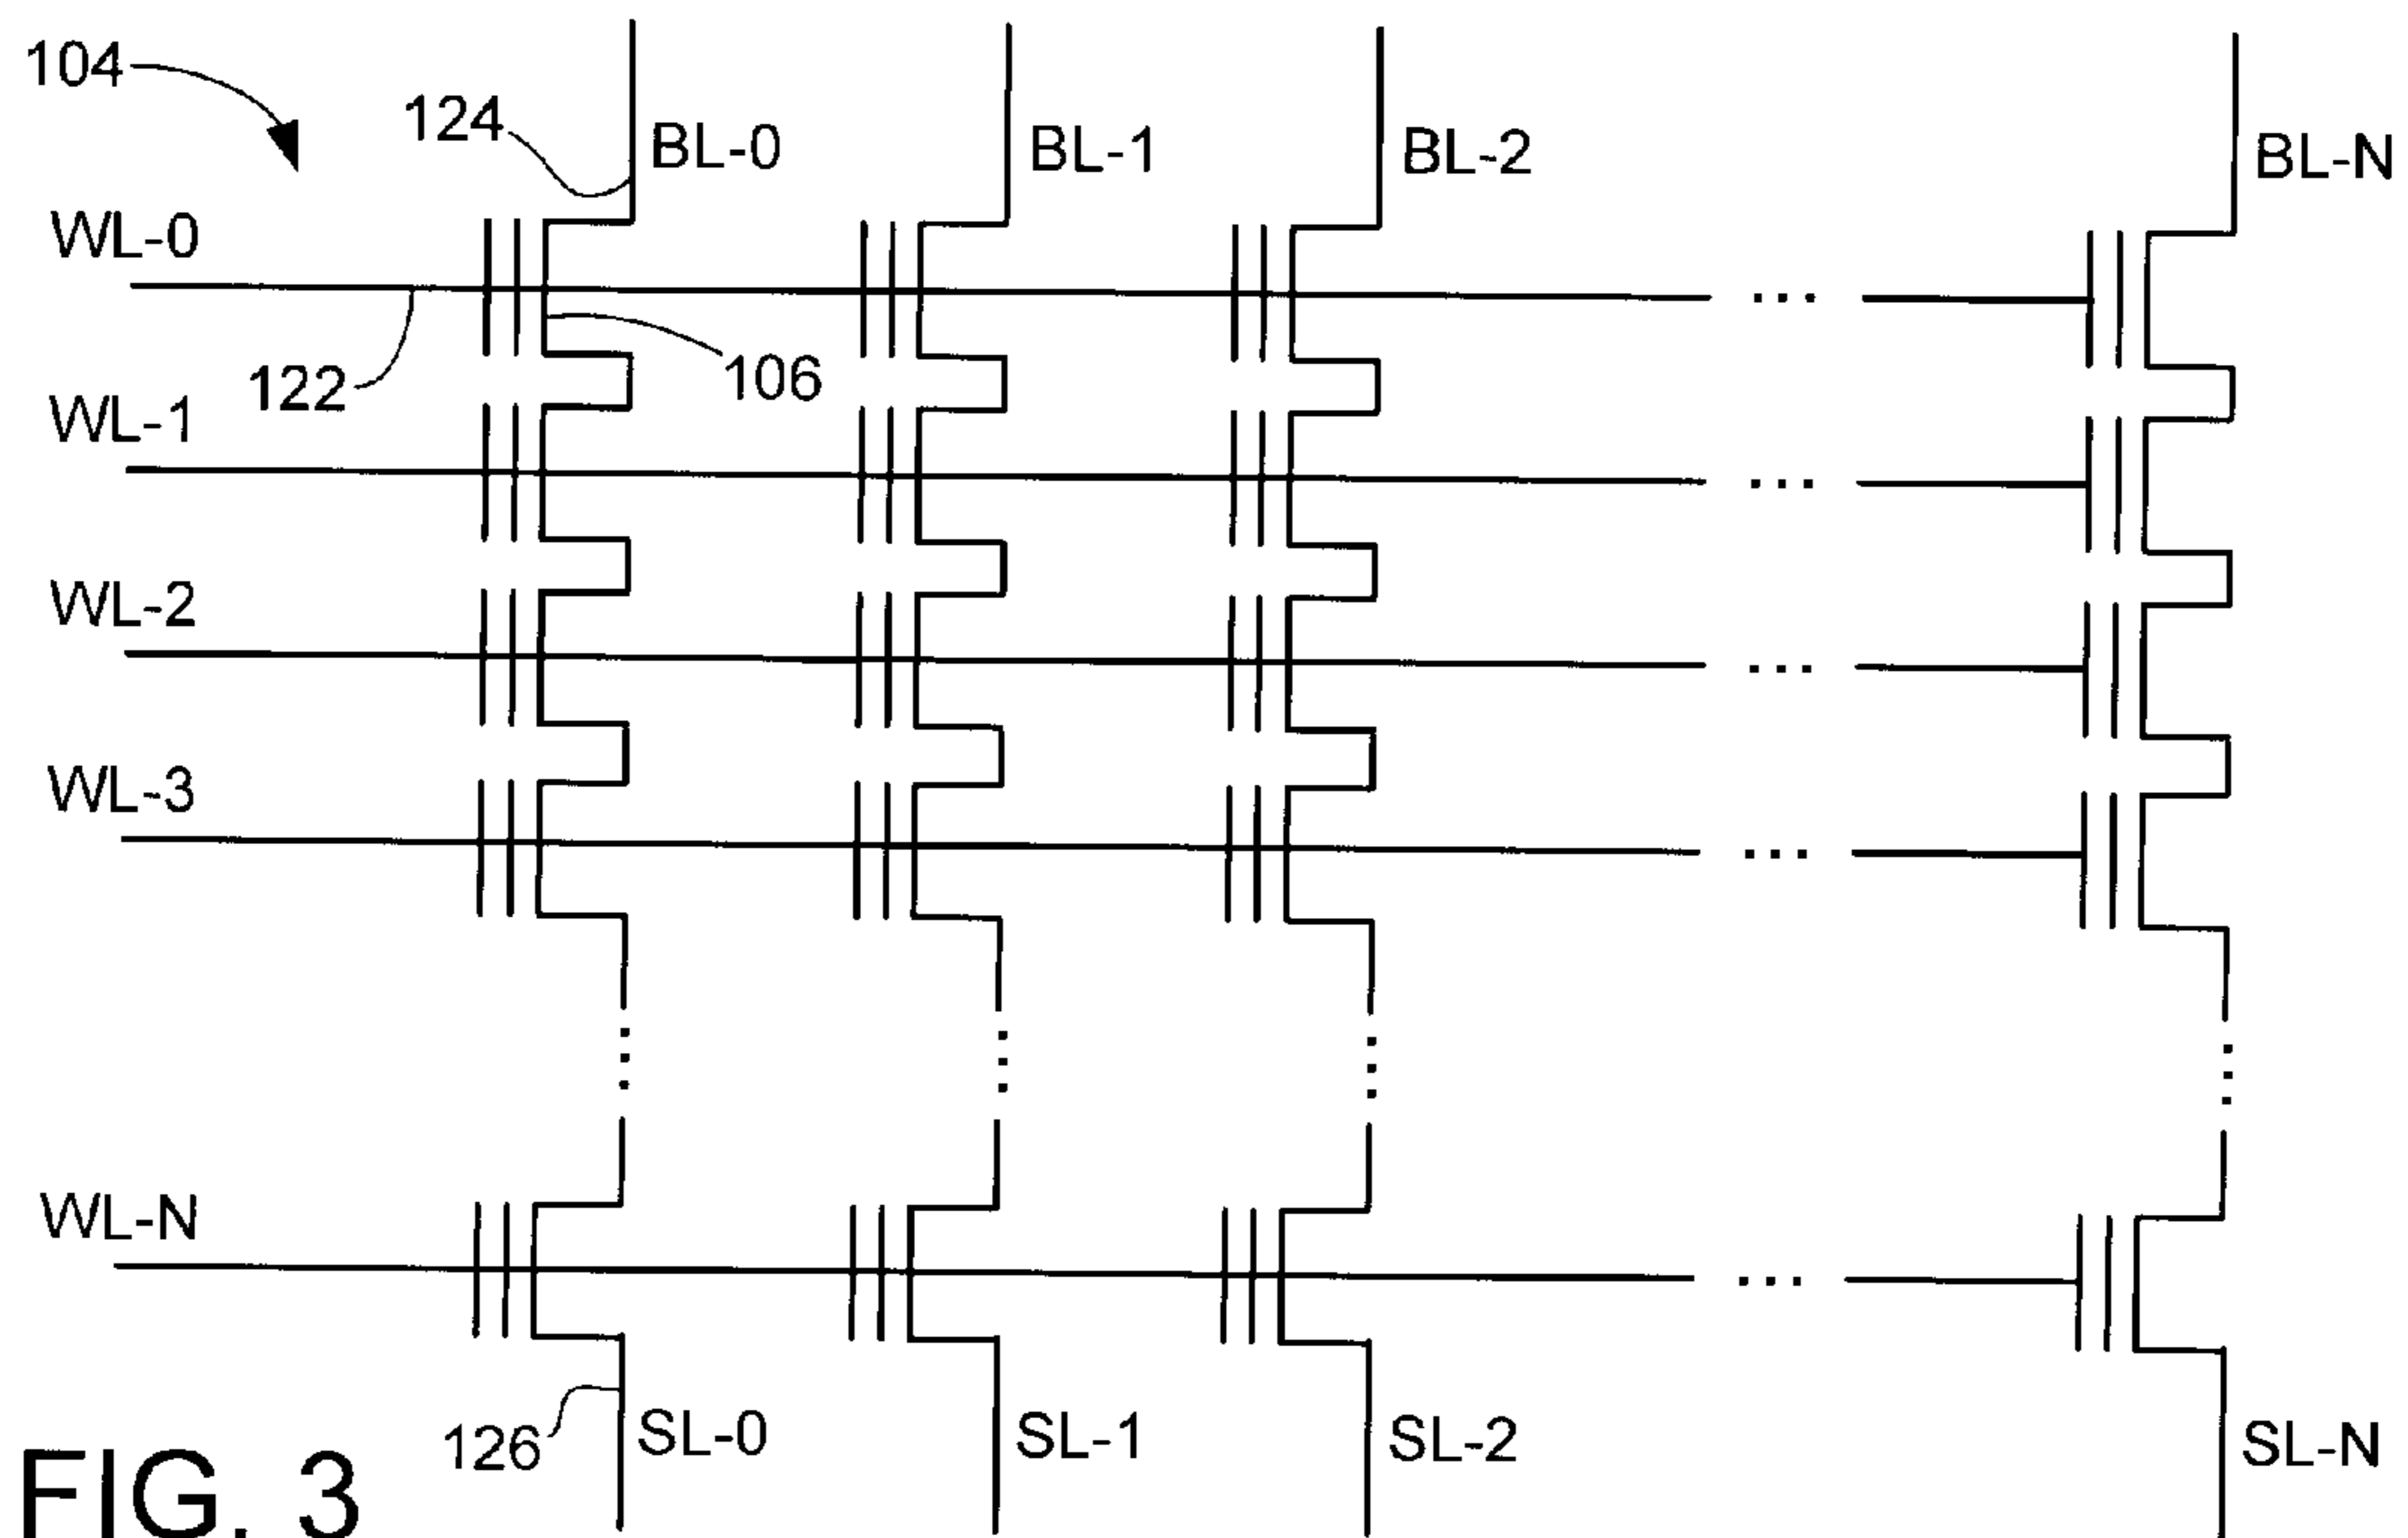 104
124
BL-0
BL-1
BL-2
BL-N
WL-0
122
106
WL-1
WL-2
WL-3
WL-N
126
SL-0
SL-1
SL-2
SL-N
FIG. 3